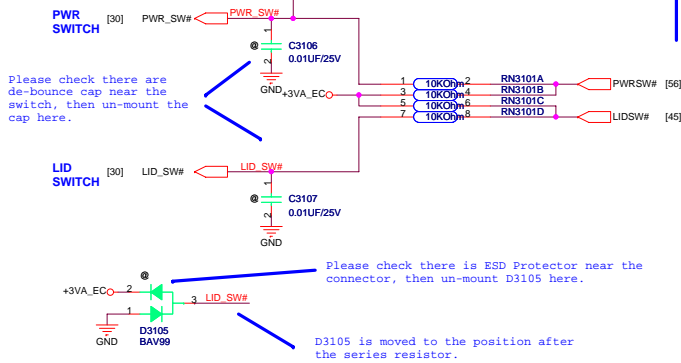 PWR
SWITCH
[30] PWR_SW# PWR_SW#
1
@ C3106
0.01UF/25V
2
GND
Please check there are
de-bounce cap near the
switch, then un-mount the
cap here.
+3VA_EC
1 10KOhm 2 RN3101A
3 10KOhm 4 RN3101B
5 10KOhm 6 RN3101C
7 10KOhm 8 RN3101D
PWRSW# [56]
LIDSW# [45]
LID
SWITCH
[30] LID_SW# LID_SW#
1
@ C3107
0.01UF/25V
2
GND
@
+3VA_EC 2
1 3 LID_SW#
GND
D3105
BAV99
Please check there is ESD Protector near the
connector, then un-mount D3105 here.
D3105 is moved to the position after
the series resistor.